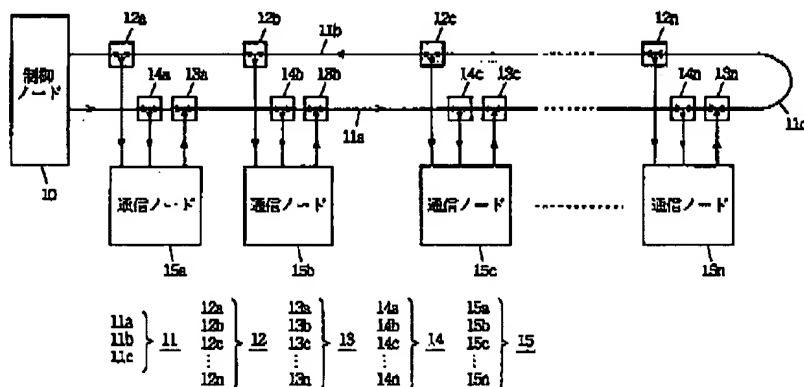 12a 12b 11b 12c 12n
制御
ノード
14a 13a 14b 13b 14c 13c 14n 13n
11a 11c
10
通信ノード 通信ノード 通信ノード 通信ノード
15a 15b 15c 15n
11a
11b
11c
11
12a
12b
12c
12n
12
13a
13b
13c
13n
13
14a
14b
14c
14n
14
15a
15b
15c
15n
15